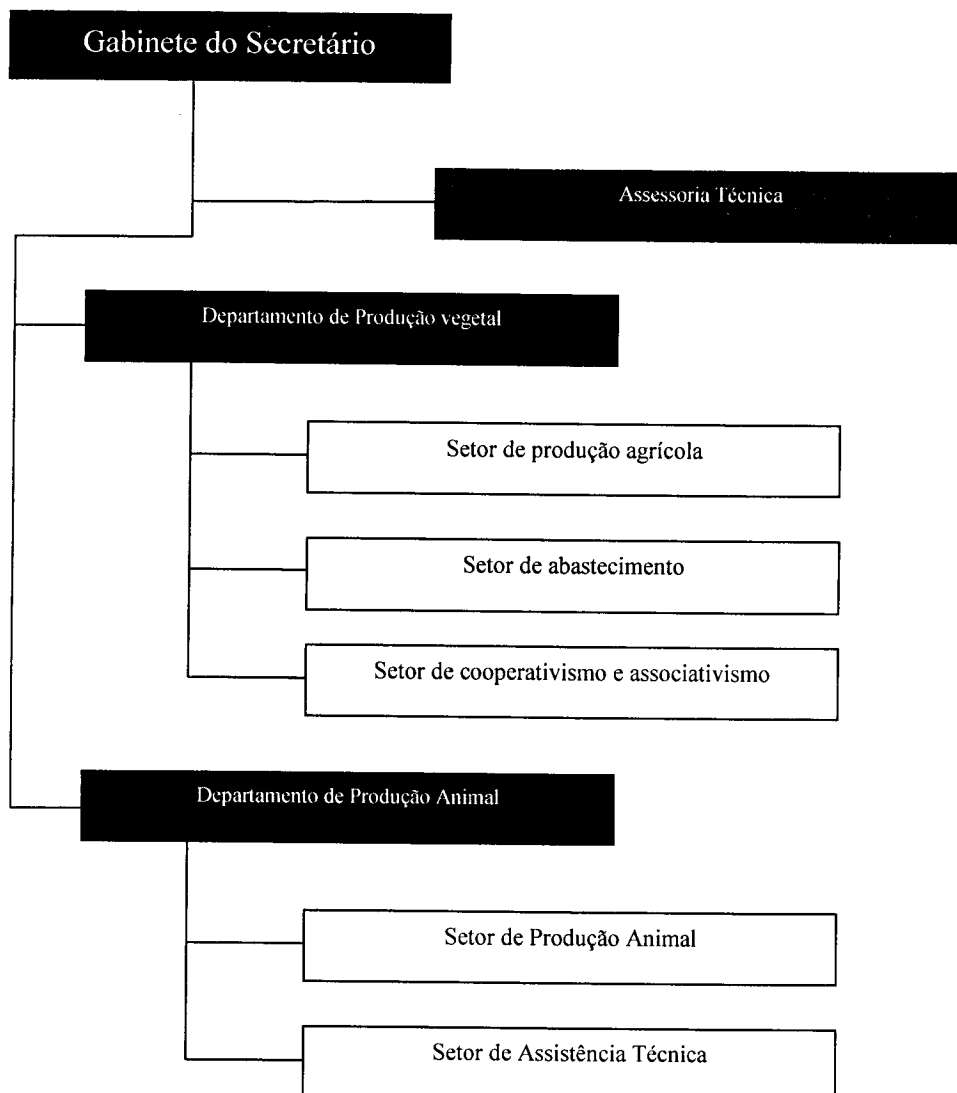 Gabinete do Secretário
Assessoria Técnica
Departamento de Produção vegetal
Setor de produção agrícola
Setor de abastecimento
Setor de cooperativismo e associativismo
Departamento de Produção Animal
Setor de Produção Animal
Setor de Assistência Técnica